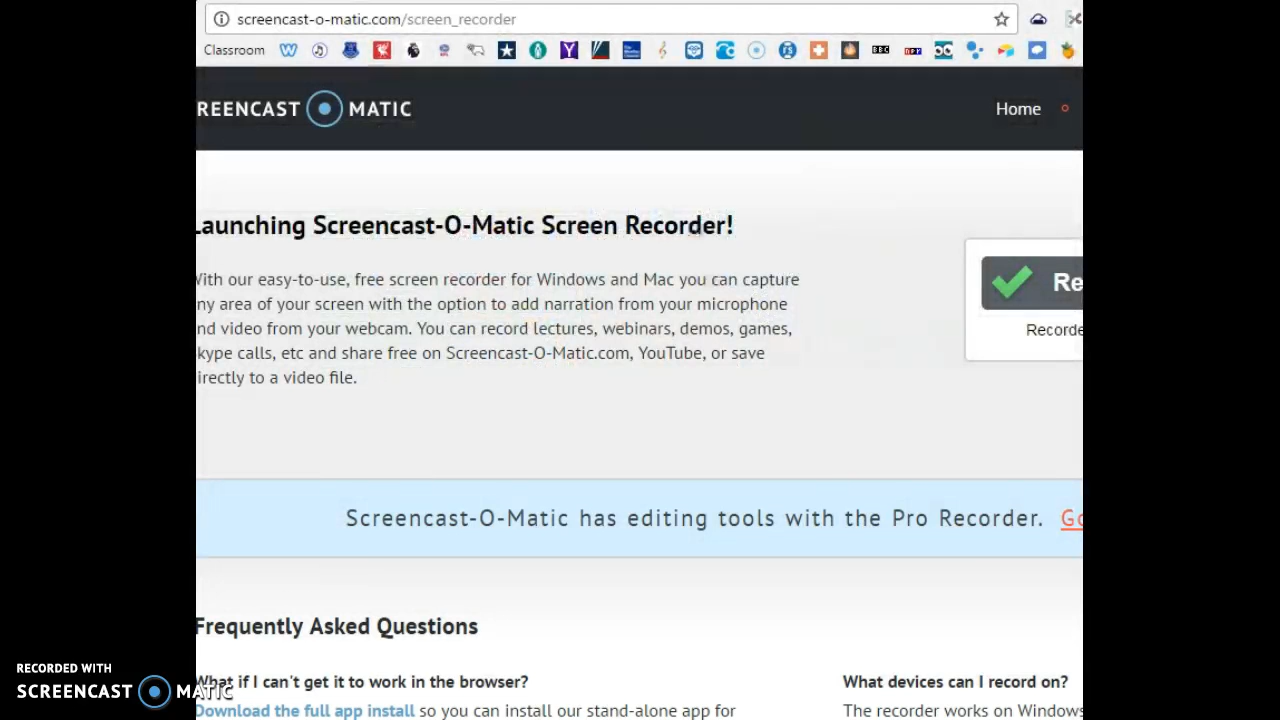 screencast-o-matic.com/screen_recorder
Classroom
REENCAST MATIC
Home
Launching Screencast-O-Matic Screen Recorder!
With our easy-to-use, free screen recorder for Windows and Mac you can capture
any area of your screen with the option to add narration from your microphone
and video from your webcam. You can record lectures, webinars, demos, games,
skype calls, etc and share free on Screencast-O-Matic.com, YouTube, or save
directly to a video file.
Re
Recorde
Screencast-O-Matic has editing tools with the Pro Recorder. Go
Frequently Asked Questions
What if I can't get it to work in the browser?
Download the full app install so you can install our stand-alone app for
What devices can I record on?
The recorder works on Windows
RECORDED WITH
SCREENCAST MATIC